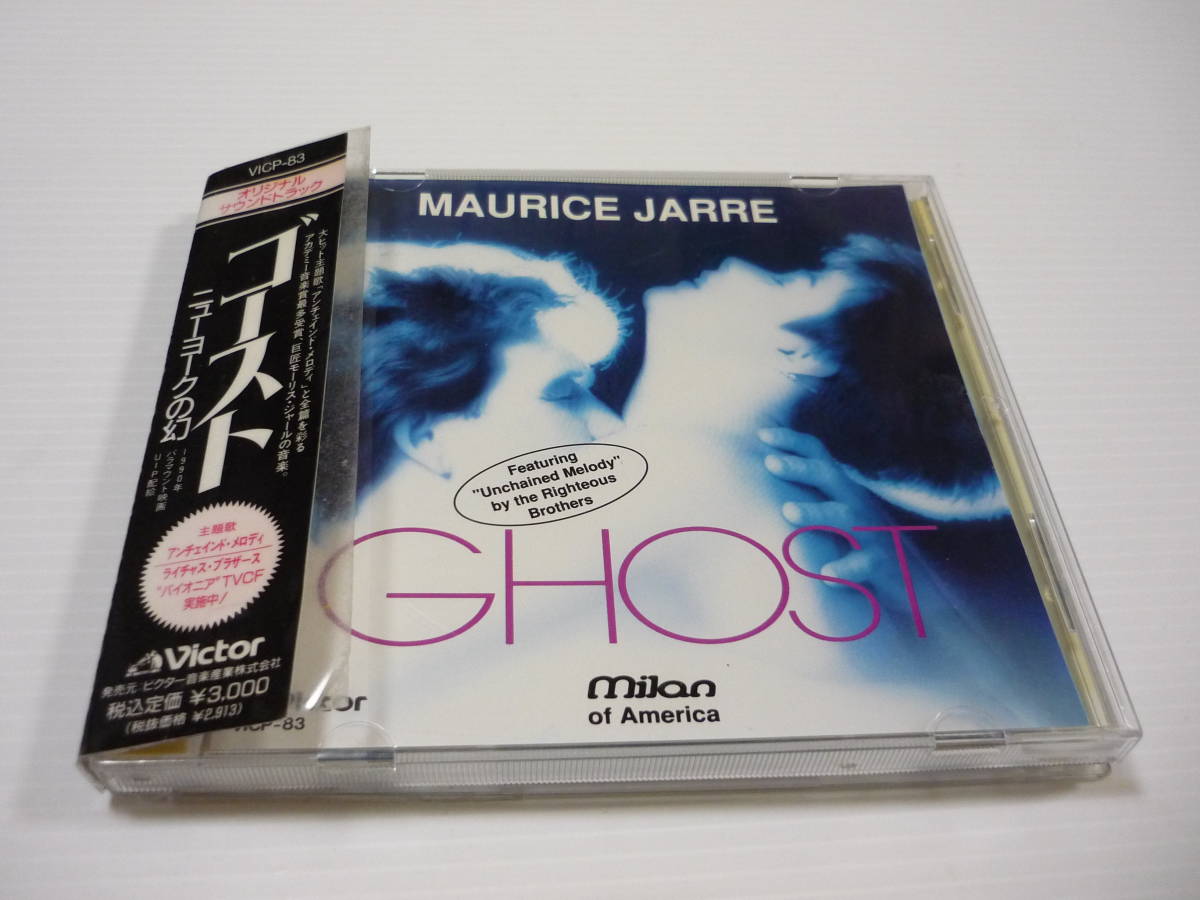 VICP-83
オリジナル
サウンドトラック
ゴースト
ニューヨークの幻
1990年
パラマウント映画
UIP配給
大ヒット主題歌「アンチェインド・メロディ」と全篇を彩る
アカデミー音楽賞最多受賞、巨匠モーリス・ジャールの音楽。
主題歌
アンチェインド・メロディ
ライチャス・ブラザース
"パイオニア"TVCF
実施中!
Victor
発売元 ビクター音楽産業株式会社
税込定価 ¥3,000
(税抜価格 ¥2,913)
MAURICE JARRE
Featuring
"Unchained Melody"
by the Righteous
Brothers
GHOST
milan
of America
Victor
VICP-83